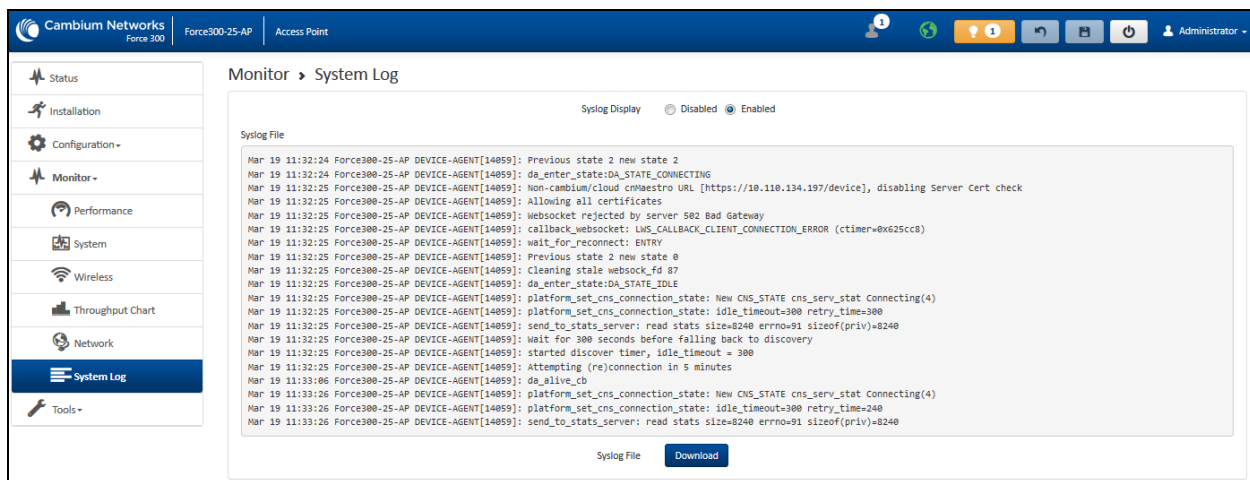 Cambium Networks
Force 300
Force300-25-AP
Access Point
1
1
Administrator
Status
Installation
Configuration
Monitor
Performance
System
Wireless
Throughput Chart
Network
System Log
Tools
Monitor › System Log
Syslog Display Disabled Enabled
Syslog File
Mar 19 11:32:24 Force300-25-AP DEVICE-AGENT[14059]: Previous state 2 new state 2
Mar 19 11:32:24 Force300-25-AP DEVICE-AGENT[14059]: da_enter_state:DA_STATE_CONNECTING
Mar 19 11:32:25 Force300-25-AP DEVICE-AGENT[14059]: Non-cambium/cloud cnMaestro URL [https://10.110.134.197/device], disabling Server Cert check
Mar 19 11:32:25 Force300-25-AP DEVICE-AGENT[14059]: Allowing all certificates
Mar 19 11:32:25 Force300-25-AP DEVICE-AGENT[14059]: Websocket rejected by server 502 Bad Gateway
Mar 19 11:32:25 Force300-25-AP DEVICE-AGENT[14059]: callback_websocket: LWS_CALLBACK_CLIENT_CONNECTION_ERROR (ctimer=0x625cc8)
Mar 19 11:32:25 Force300-25-AP DEVICE-AGENT[14059]: wait_for_reconnect: ENTRY
Mar 19 11:32:25 Force300-25-AP DEVICE-AGENT[14059]: Previous state 2 new state 0
Mar 19 11:32:25 Force300-25-AP DEVICE-AGENT[14059]: Cleaning stale websock_fd 87
Mar 19 11:32:25 Force300-25-AP DEVICE-AGENT[14059]: da_enter_state:DA_STATE_IDLE
Mar 19 11:32:25 Force300-25-AP DEVICE-AGENT[14059]: platform_set_cns_connection_state: New CNS_STATE cns_serv_stat Connecting(4)
Mar 19 11:32:25 Force300-25-AP DEVICE-AGENT[14059]: platform_set_cns_connection_state: idle_timeout=300 retry_time=300
Mar 19 11:32:25 Force300-25-AP DEVICE-AGENT[14059]: send_to_stats_server: read stats size=8240 errno=91 sizeof(priv)=8240
Mar 19 11:32:25 Force300-25-AP DEVICE-AGENT[14059]: Wait for 300 seconds before falling back to discovery
Mar 19 11:32:25 Force300-25-AP DEVICE-AGENT[14059]: started discover timer, idle_timeout = 300
Mar 19 11:32:25 Force300-25-AP DEVICE-AGENT[14059]: Attempting (re)connection in 5 minutes
Mar 19 11:33:06 Force300-25-AP DEVICE-AGENT[14059]: da_alive_cb
Mar 19 11:33:26 Force300-25-AP DEVICE-AGENT[14059]: platform_set_cns_connection_state: New CNS_STATE cns_serv_stat Connecting(4)
Mar 19 11:33:26 Force300-25-AP DEVICE-AGENT[14059]: platform_set_cns_connection_state: idle_timeout=300 retry_time=240
Mar 19 11:33:26 Force300-25-AP DEVICE-AGENT[14059]: send_to_stats_server: read stats size=8240 errno=91 sizeof(priv)=8240
Syslog File Download